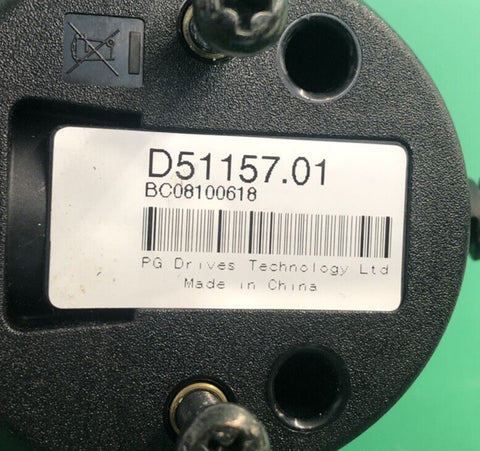 D51157.01
BC08100618
PG Drives Technology Ltd
Made in China